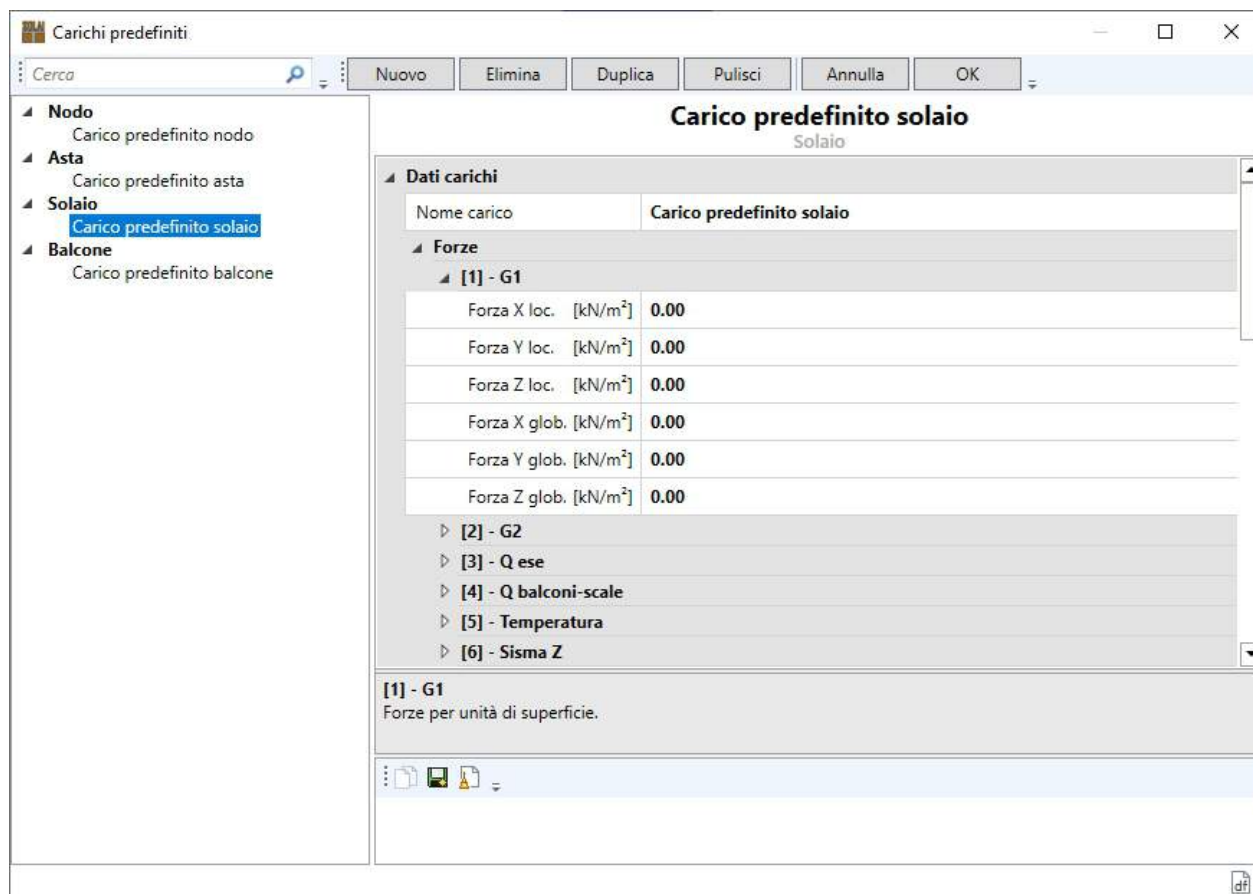 SOLAI
Carichi predefiniti
Cerca
Nuovo Elimina Duplica Pulisci Annulla OK
Nodo
Carico predefinito nodo
Asta
Carico predefinito asta
Solaio
Carico predefinito solaio
Balcone
Carico predefinito balcone
Carico predefinito solaio
Solaio
Dati carichi
Nome carico Carico predefinito solaio
Forze
[1] - G1
Forza X loc. [kN/m²] 0.00
Forza Y loc. [kN/m²] 0.00
Forza Z loc. [kN/m²] 0.00
Forza X glob. [kN/m²] 0.00
Forza Y glob. [kN/m²] 0.00
Forza Z glob. [kN/m²] 0.00
[2] - G2
[3] - Q ese
[4] - Q balconi-scale
[5] - Temperatura
[6] - Sisma Z
[1] - G1
Forze per unità di superficie.
df